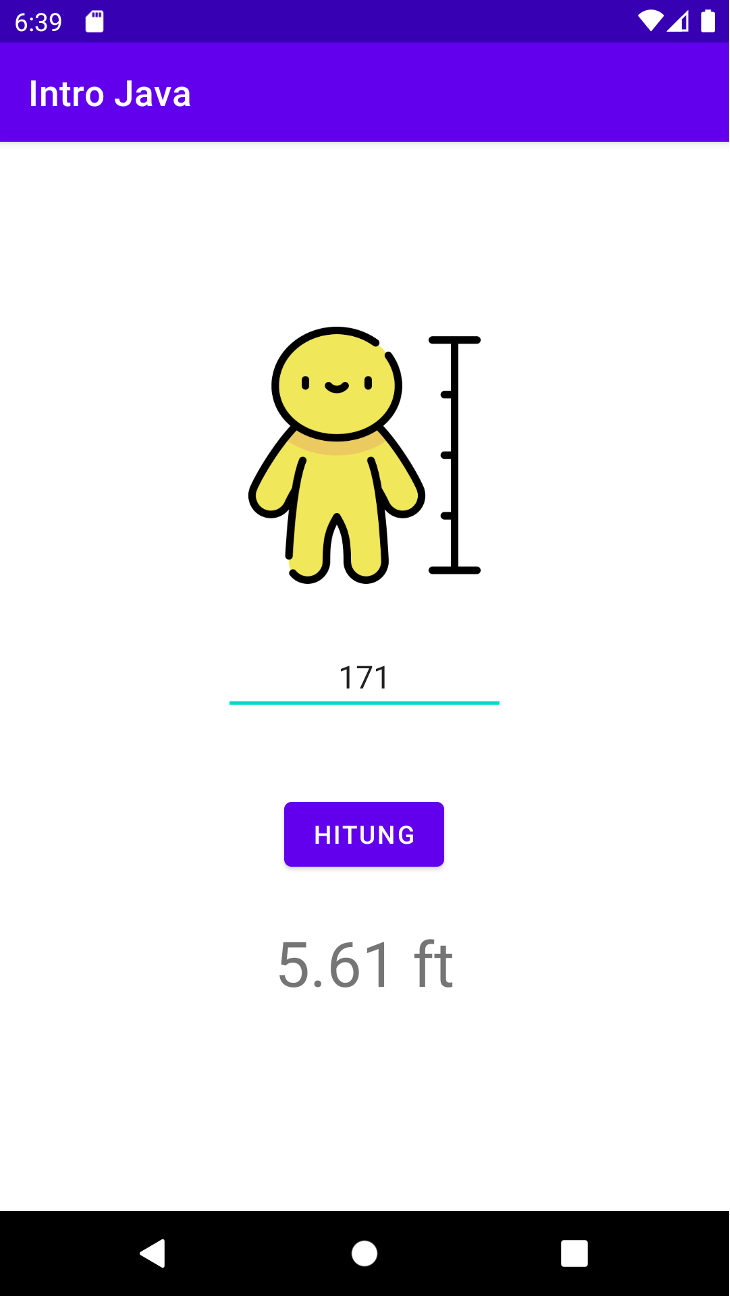 6:39
Intro Java
171
HITUNG
5.61 ft